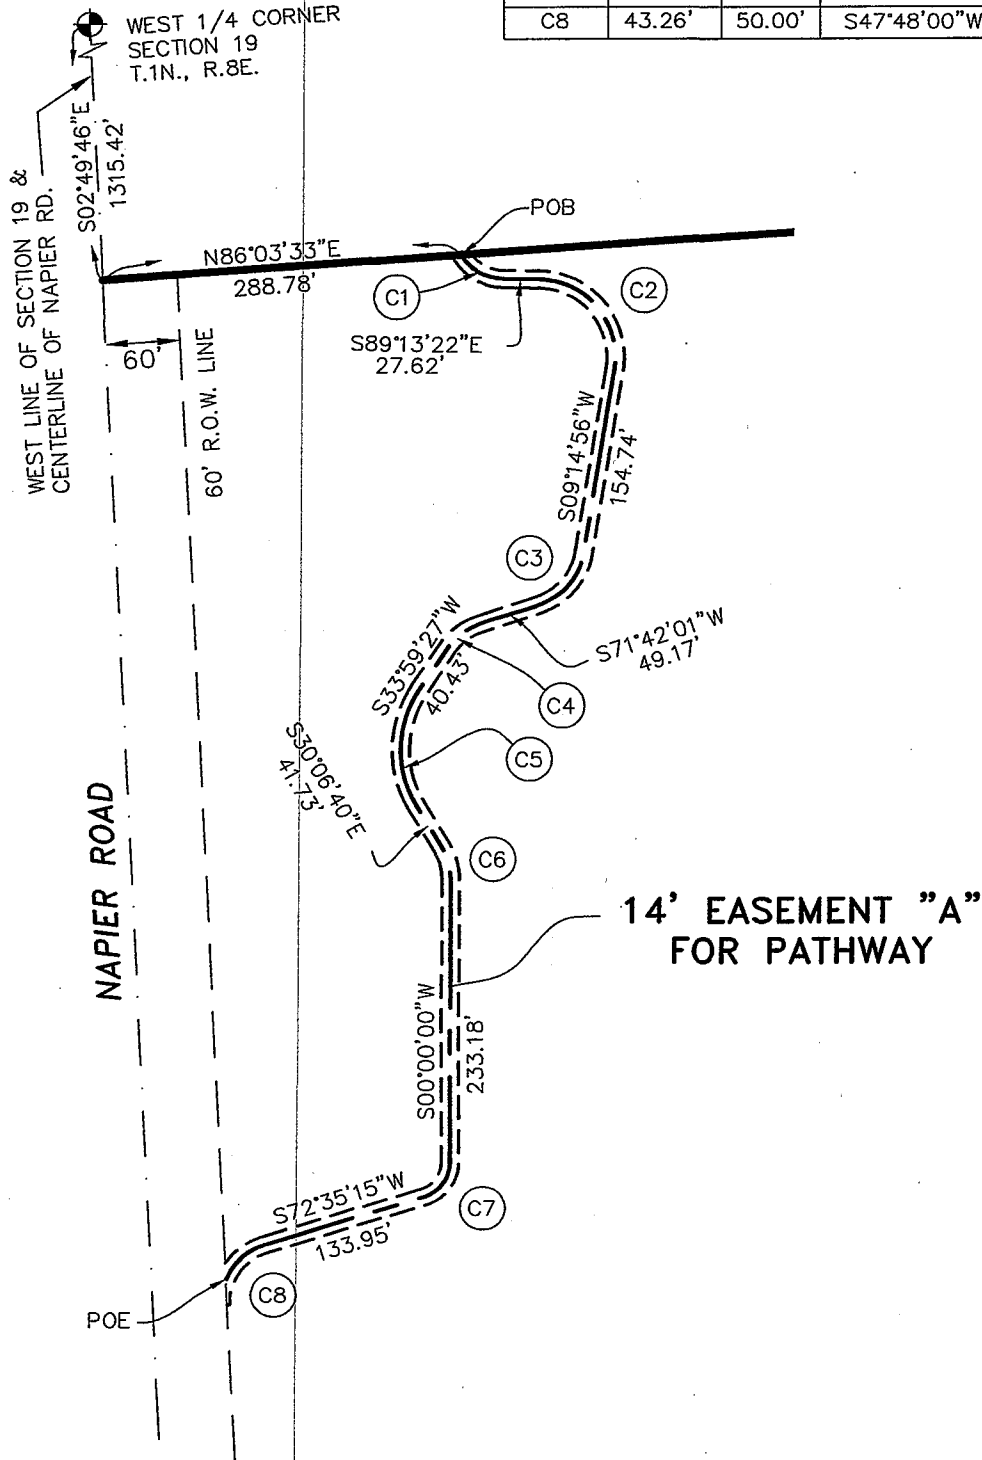 C8 43.26' 50.00' S47°48'00"W
WEST 1/4 CORNER
SECTION 19
T.1N., R.8E.
S02°49'46"E
1315.42'
WEST LINE OF SECTION 19 &
CENTERLINE OF NAPIER RD.
POB
N86°03'33"E
288.78'
C1
C2
S89°13'22"E
27.62'
60'
60' R.O.W. LINE
S09°14'56"W
154.74'
C3
S71°42'01"W
49.17'
S33°59'27"W
40.43'
C4
C5
S30°06'40"E
41.73'
C6
NAPIER ROAD
14' EASEMENT "A"
FOR PATHWAY
S00°00'00"W
233.18'
S72°35'15"W
133.95'
C7
C8
POE